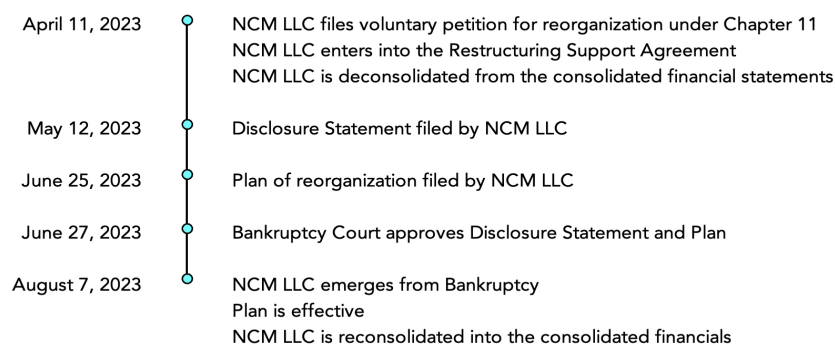 April 11, 2023 NCM LLC files voluntary petition for reorganization under Chapter 11
NCM LLC enters into the Restructuring Support Agreement
NCM LLC is deconsolidated from the consolidated financial statements
May 12, 2023 Disclosure Statement filed by NCM LLC
June 25, 2023 Plan of reorganization filed by NCM LLC
June 27, 2023 Bankruptcy Court approves Disclosure Statement and Plan
August 7, 2023 NCM LLC emerges from Bankruptcy
Plan is effective
NCM LLC is reconsolidated into the consolidated financials